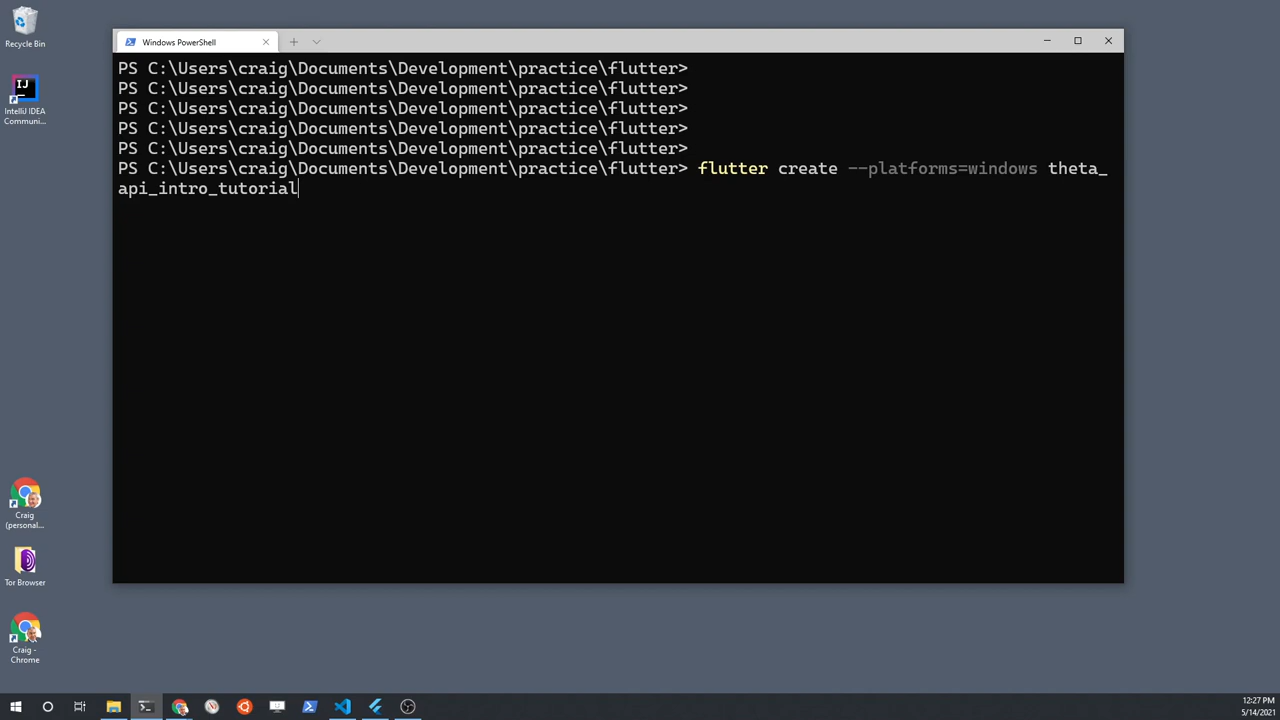 Recycle Bin
IntelliJ IDEA
Communi...
Craig
(personal...
Tor Browser
Craig -
Chrome
Windows PowerShell
PS C:\Users\craig\Documents\Development\practice\flutter>
PS C:\Users\craig\Documents\Development\practice\flutter>
PS C:\Users\craig\Documents\Development\practice\flutter>
PS C:\Users\craig\Documents\Development\practice\flutter>
PS C:\Users\craig\Documents\Development\practice\flutter>
PS C:\Users\craig\Documents\Development\practice\flutter> flutter create --platforms=windows theta_
api_intro_tutorial
12:27 PM
5/14/2021